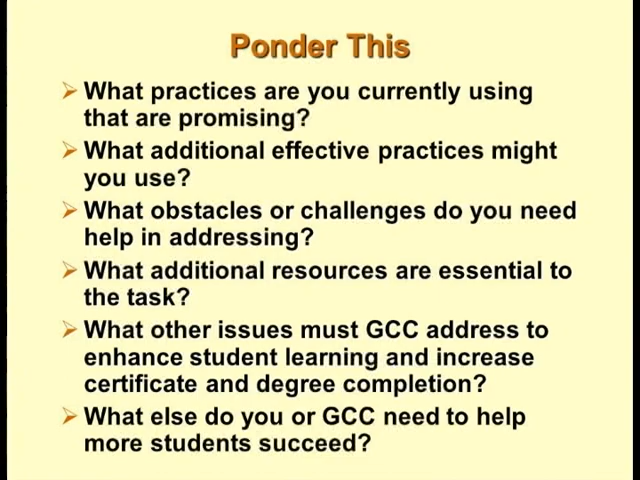 Ponder This
What practices are you currently using
that are promising?
What additional effective practices might
you use?
What obstacles or challenges do you need
help in addressing?
What additional resources are essential to
the task?
What other issues must GCC address to
enhance student learning and increase
certificate and degree completion?
What else do you or GCC need to help
more students succeed?